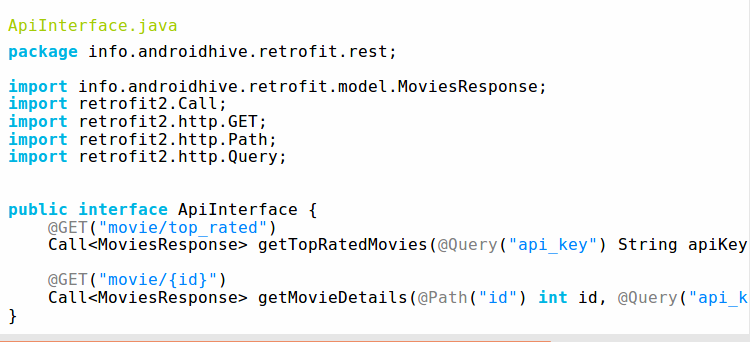 ApiInterface.java
package info.androidhive.retrofit.rest;
import info.androidhive.retrofit.model.MoviesResponse;
import retrofit2.Call;
import retrofit2.http.GET;
import retrofit2.http.Path;
import retrofit2.http.Query;
public interface ApiInterface {
@GET("movie/top_rated")
Call<MoviesResponse> getTopRatedMovies(@Query("api_key") String apiKey
@GET("movie/{id}")
Call<MoviesResponse> getMovieDetails(@Path("id") int id, @Query("api_k
}